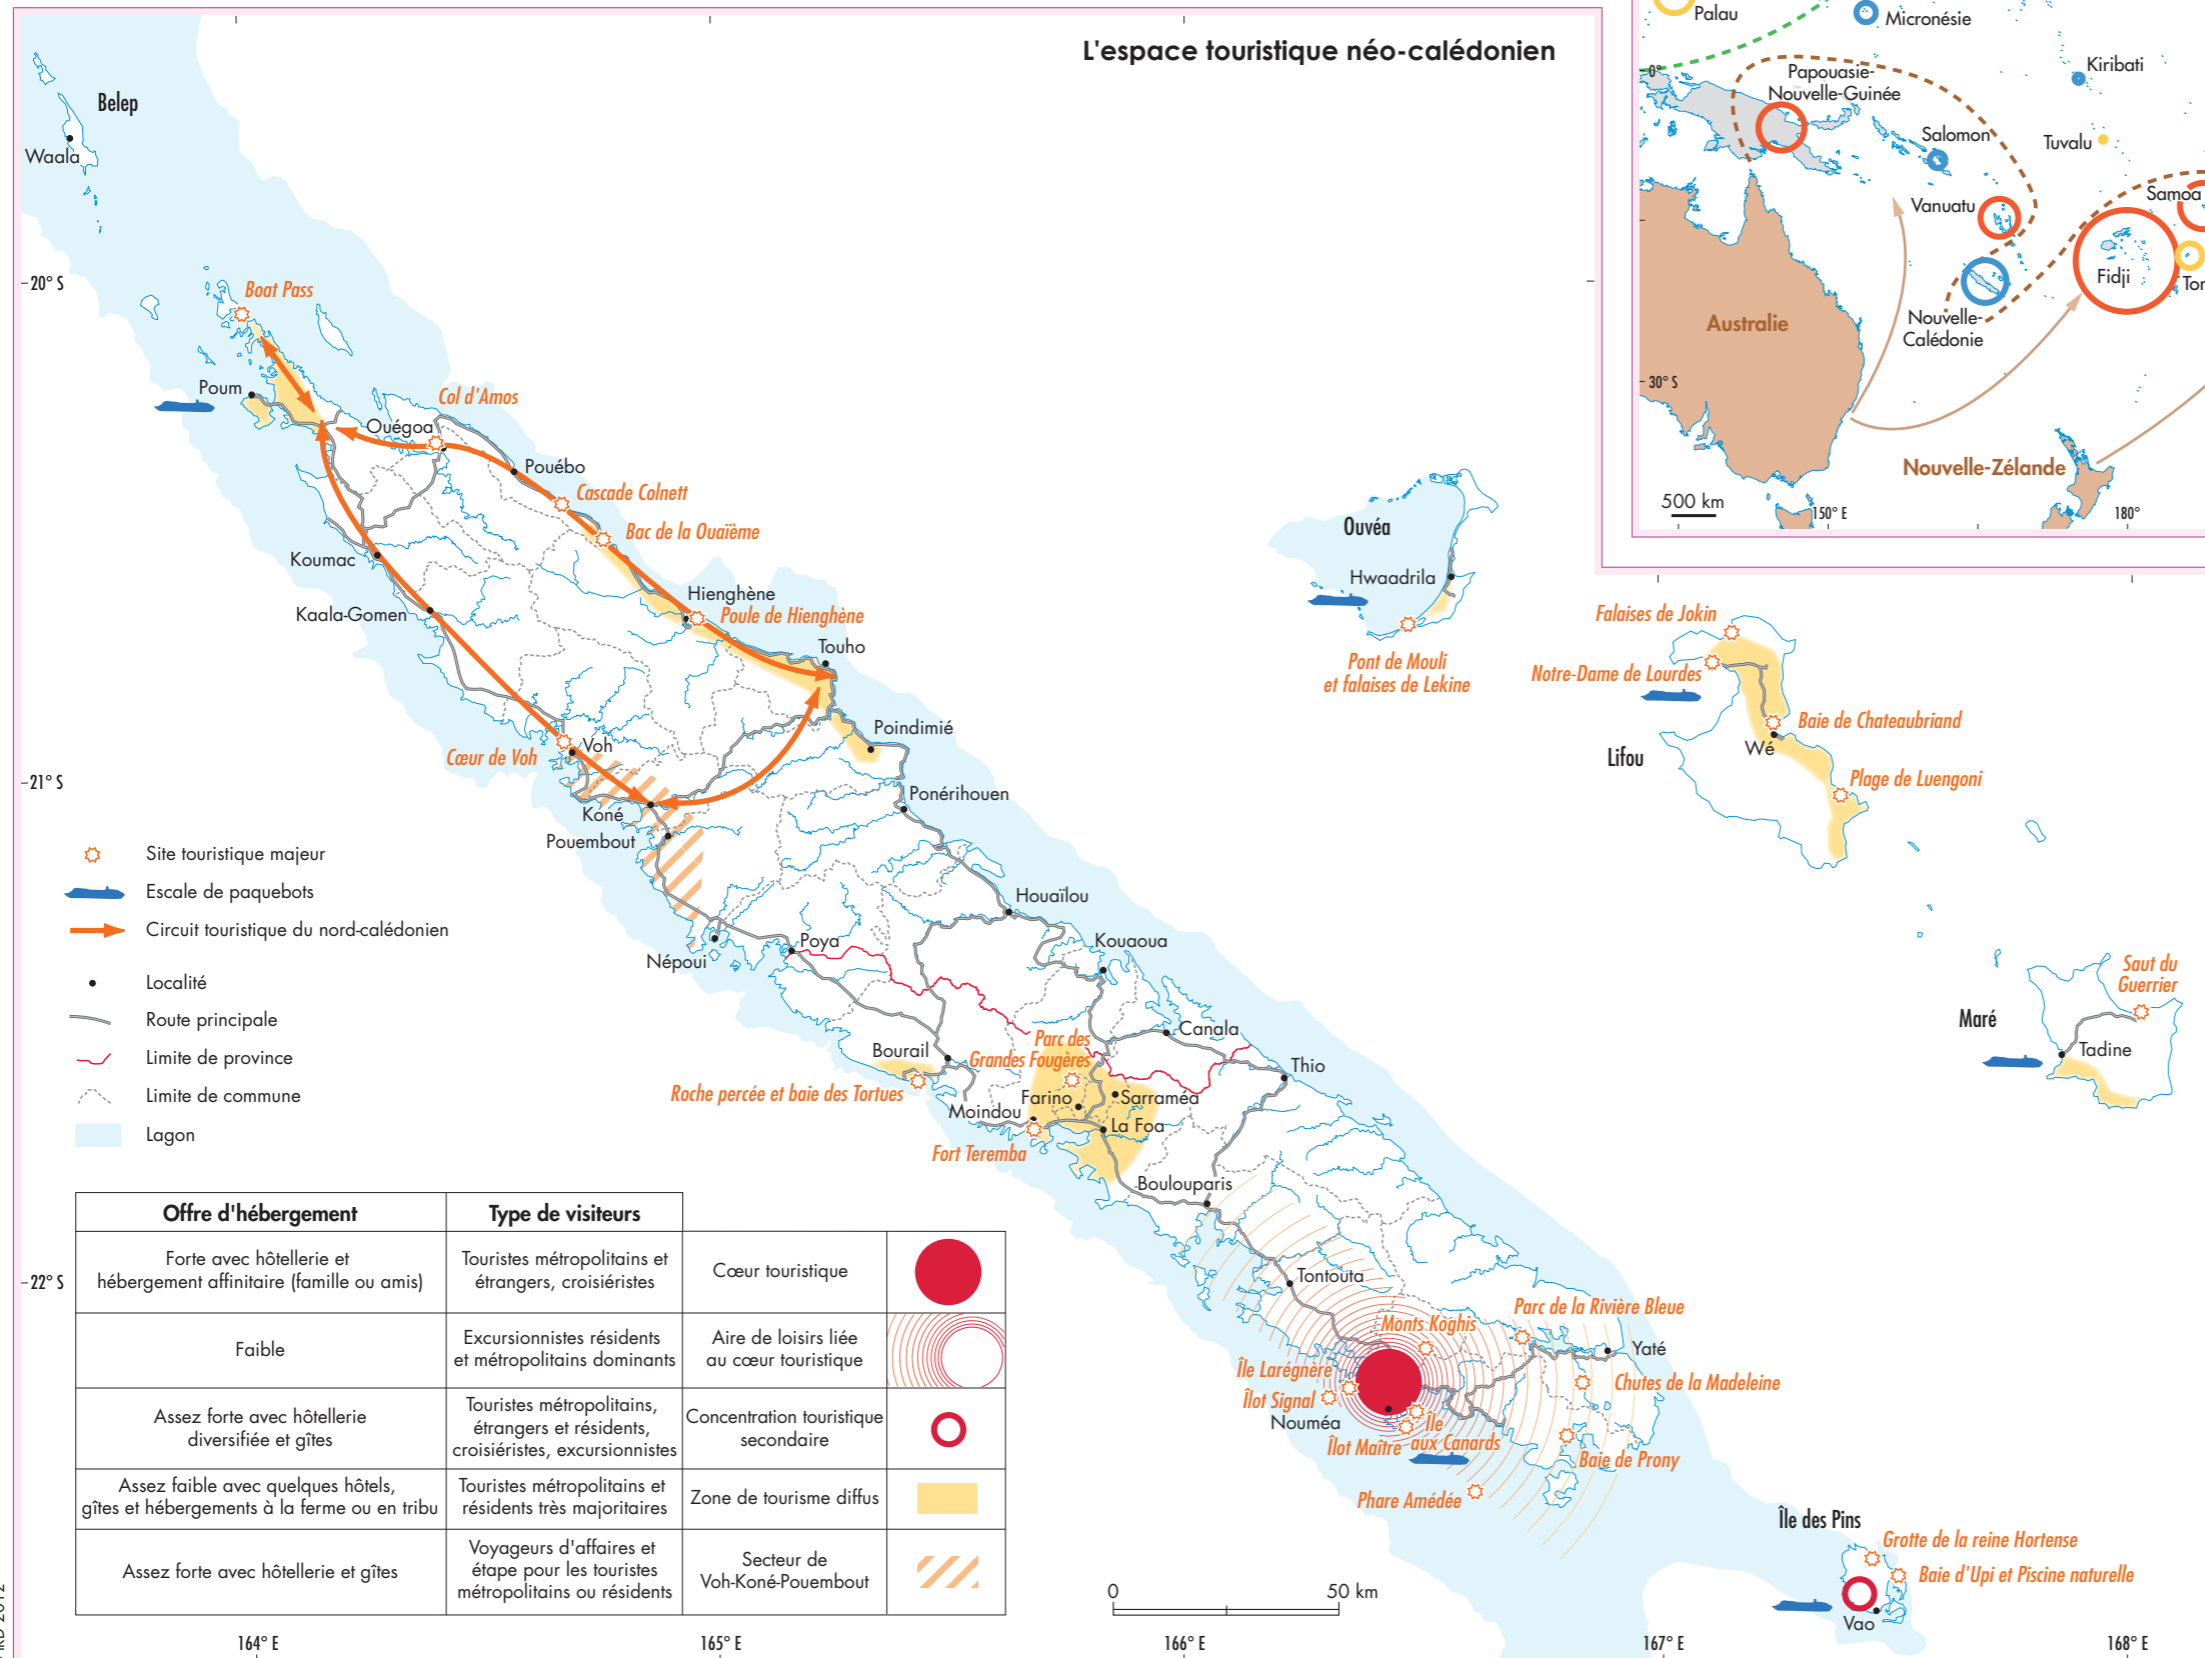 L'espace touristique néo-calédonien
Belep
Waala
20° S
Boat Pass
Poum
Col d'Amos
Ouégoa
Pouébo
Cascade Colnett
Bac de la Ouaïème
Koumac
Kaala-Gomen
Hienghène
Poule de Hienghène
Touho
Poindimié
Cœur de Voh
Voh
21° S
Koné
Pouembout
Ponérihouen
Houaïlou
Népoui
Poya
Kouaoua
Canala
Thio
Bourail
Parc des
Grandes Fougères
Roche percée et baie des Tortues
Moindou
Farino
Sarraméa
La Foa
Fort Teremba
Boulouparis
22° S
Tontouta
Parc de la Rivière Bleue
Monts Koghis
Yaté
Île Larégnère
Îlot Signal
Nouméa
Chutes de la Madeleine
Îlot Maître
Île
aux Canards
Baie de Prony
Phare Amédée
Île des Pins
Grotte de la reine Hortense
Baie d'Upi et Piscine naturelle
Vao
Ouvéa
Hwaadrila
Pont de Mouli
et falaises de Lekine
Falaises de Jokin
Notre-Dame de Lourdes
Baie de Chateaubriand
Lifou
Wé
Plage de Luengoni
Maré
Saut du
Guerrier
Tadine
Site touristique majeur
Escale de paquebots
Circuit touristique du nord-calédonien
Localité
Route principale
Limite de province
Limite de commune
Lagon
Offre d'hébergement
Type de visiteurs
Forte avec hôtellerie et
hébergement affinitaire (famille ou amis)
Touristes métropolitains et
étrangers, croisiéristes
Cœur touristique
Faible
Excursionnistes résidents
et métropolitains dominants
Aire de loisirs liée
au cœur touristique
Assez forte avec hôtellerie
diversifiée et gîtes
Touristes métropolitains,
étrangers et résidents,
croisiéristes, excursionnistes
Concentration touristique
secondaire
Assez faible avec quelques hôtels,
gîtes et hébergements à la ferme ou en tribu
Touristes métropolitains et
résidents très majoritaires
Zone de tourisme diffus
Assez forte avec hôtellerie et gîtes
Voyageurs d'affaires et
étape pour les touristes
métropolitains ou résidents
Secteur de
Voh-Koné-Pouembout
0
50 km
164° E
165° E
166° E
167° E
168° E
Palau
Micronésie
0°
Papouasie-
Nouvelle-Guinée
Kiribati
Salomon
Tuvalu
Vanuatu
Samoa
Fidji
Nouvelle-
Calédonie
Australie
30° S
Nouvelle-Zélande
500 km
150° E
180°